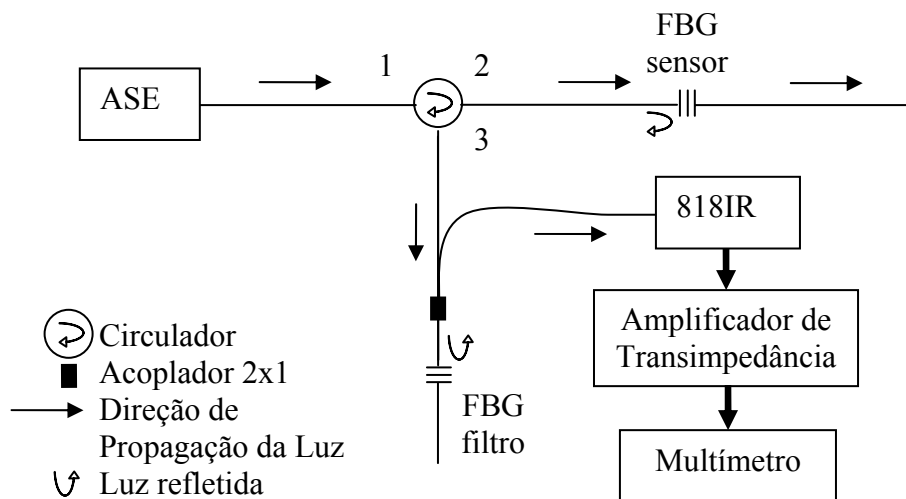 FBG
sensor
1
2
ASE
3
818IR
Amplificador de
Transimpedância
Circulador
Acoplador 2x1
Direção de
Propagação da Luz
Luz refletida
FBG
filtro
Multímetro